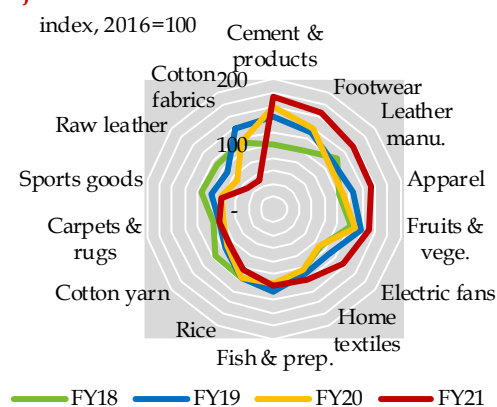 index, 2016=100
Cement &
products
200
Cotton
fabrics
Footwear
Leather
manu.
Raw leather
100
Sports goods
Apparel
-
Carpets &
rugs
Fruits &
vege.
Cotton yarn
Electric fans
Rice
Home
textiles
Fish & prep.
FY18 FY19 FY20 FY21